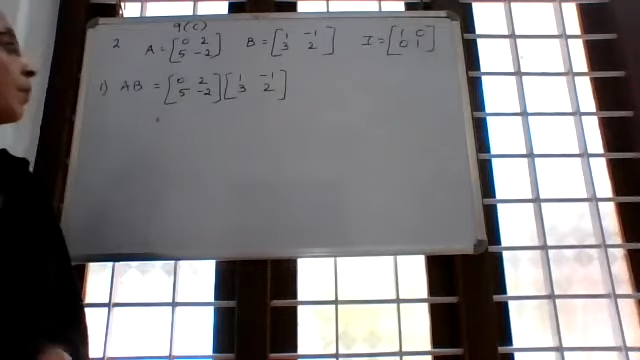 9(C)
2 A = [0 2 5 -2] B = [1 -1 3 2] I = [1 0 0 1]
1) AB = [0 2 5 -2] [1 -1 3 2]